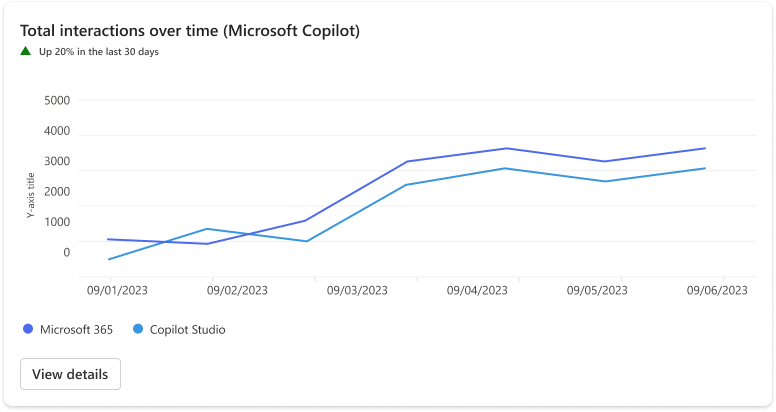 Total interactions over time (Microsoft Copilot)
Up 20% in the last 30 days
5000
4000
3000
2000
1000
0
Y-axis title
09/01/2023 09/02/2023 09/03/2023 09/04/2023 09/05/2023 09/06/2023
Microsoft 365 Copilot Studio
View details